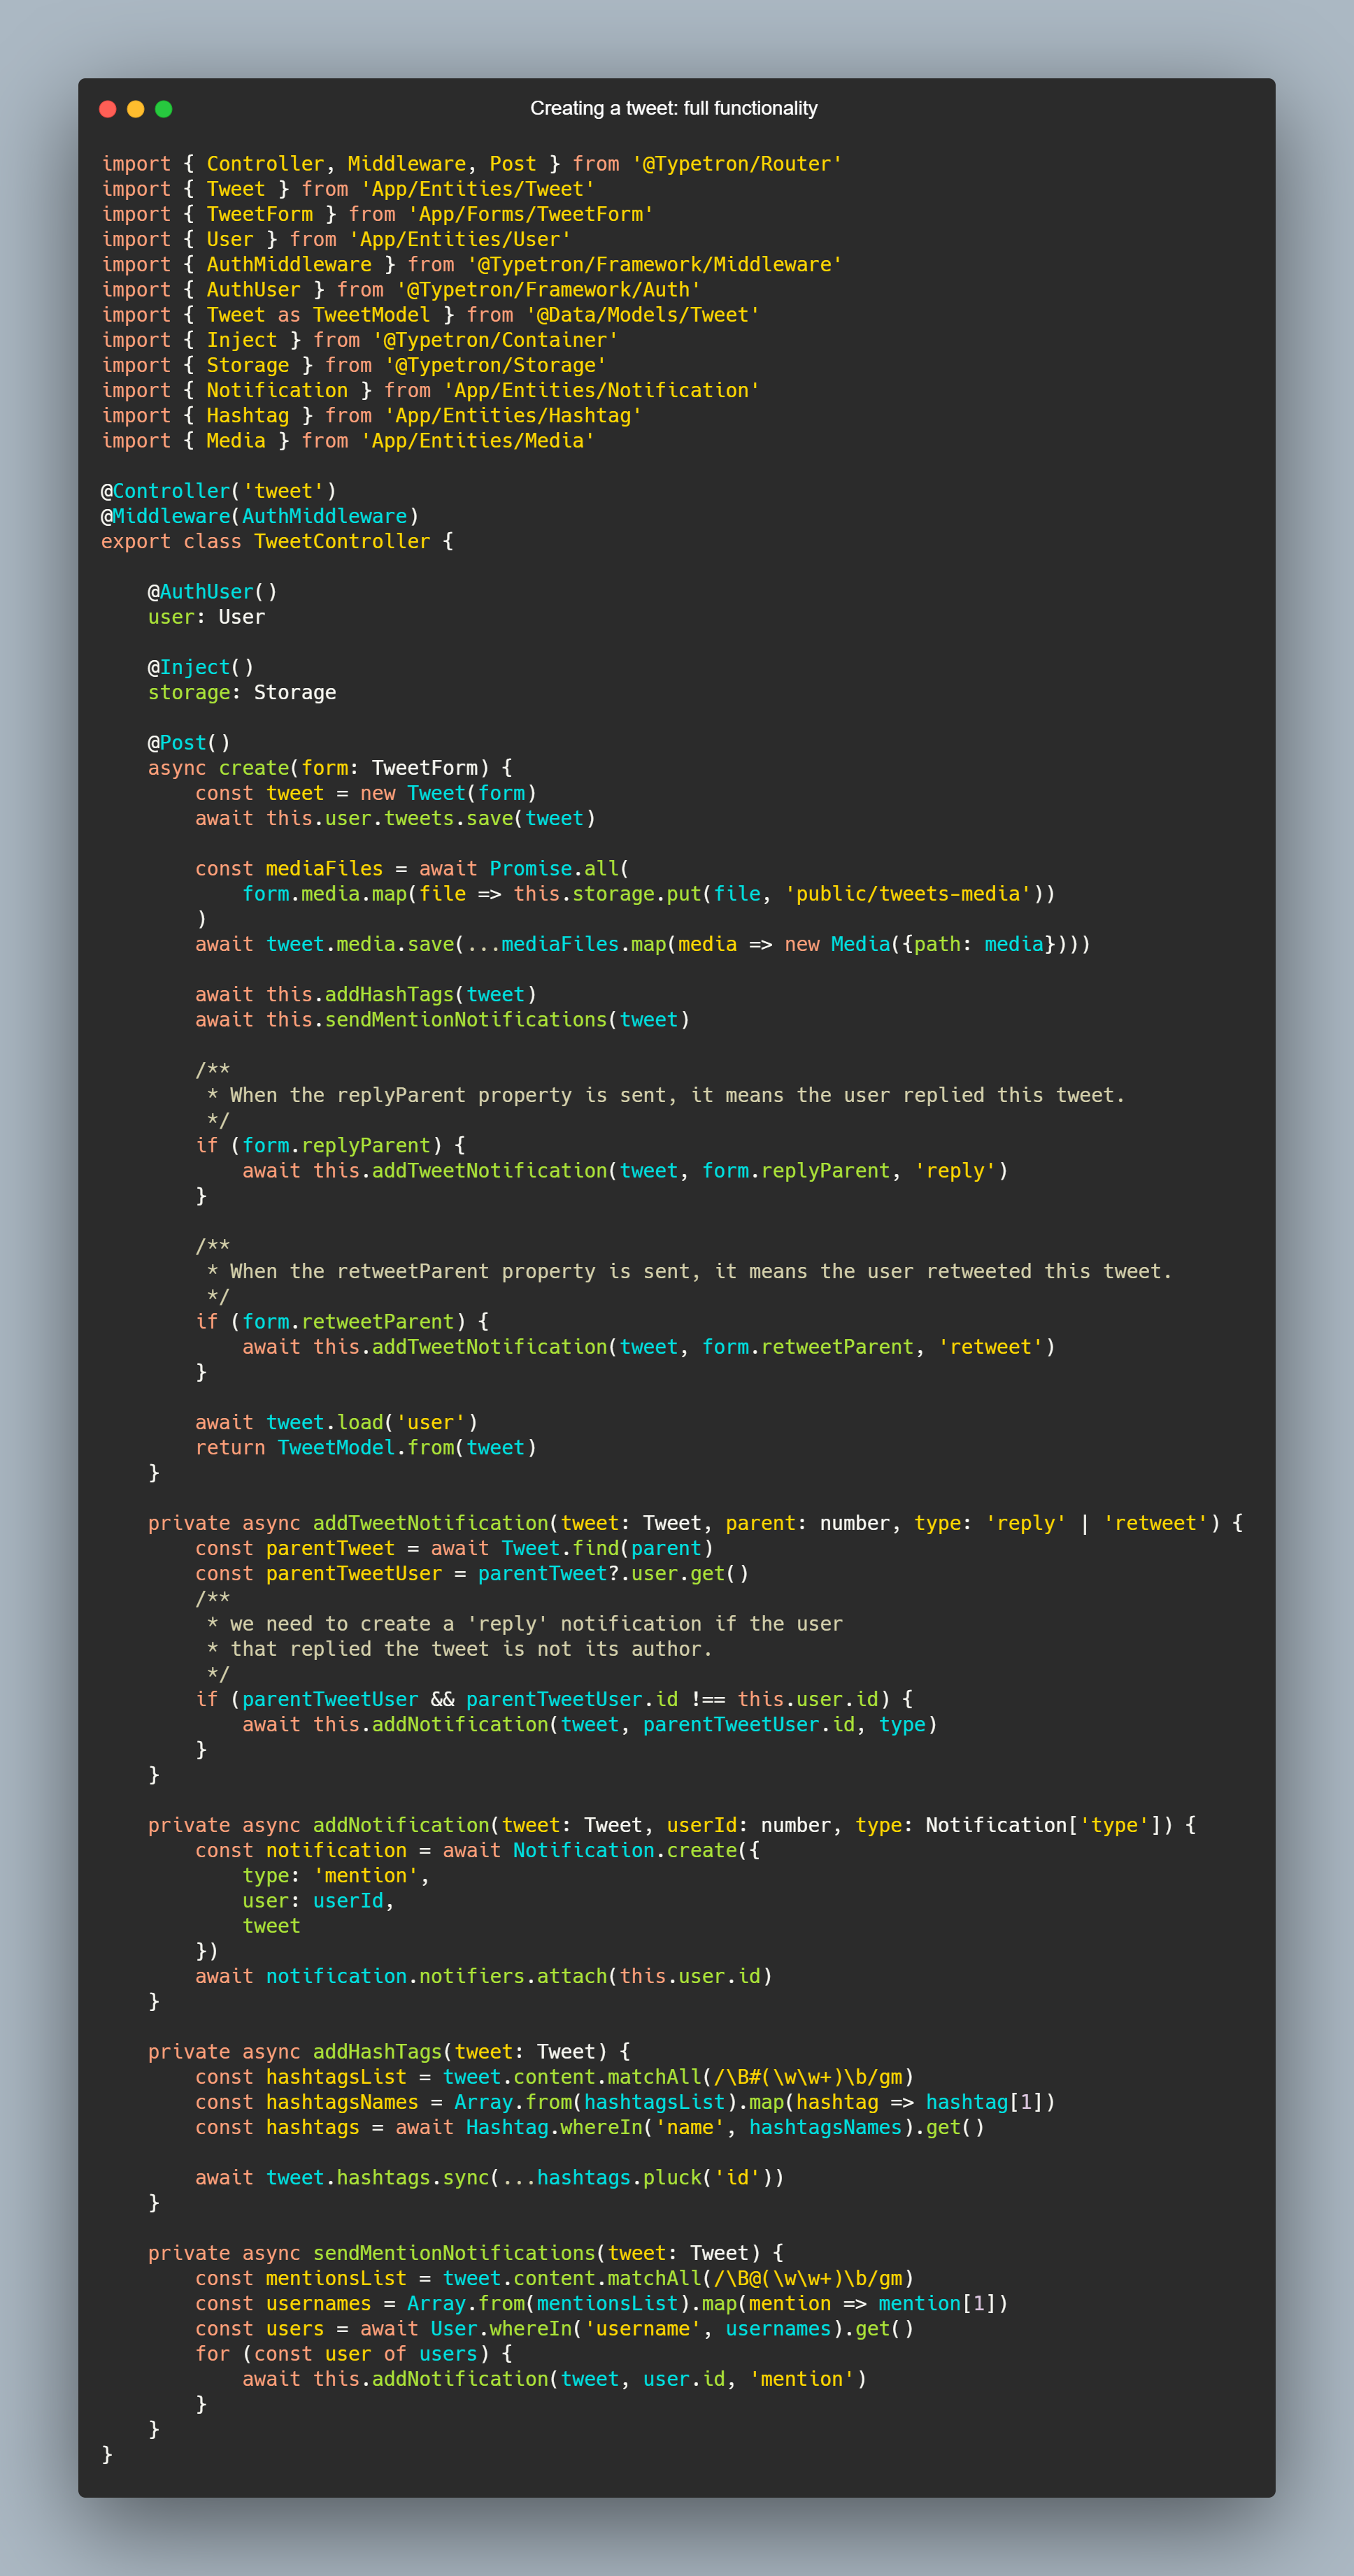 Creating a tweet: full functionality
import { Controller, Middleware, Post } from '@Typetron/Router'
import { Tweet } from 'App/Entities/Tweet'
import { TweetForm } from 'App/Forms/TweetForm'
import { User } from 'App/Entities/User'
import { AuthMiddleware } from '@Typetron/Framework/Middleware'
import { AuthUser } from '@Typetron/Framework/Auth'
import { Tweet as TweetModel } from '@Data/Models/Tweet'
import { Inject } from '@Typetron/Container'
import { Storage } from '@Typetron/Storage'
import { Notification } from 'App/Entities/Notification'
import { Hashtag } from 'App/Entities/Hashtag'
import { Media } from 'App/Entities/Media'

@Controller('tweet')
@Middleware(AuthMiddleware)
export class TweetController {

    @AuthUser()
    user: User

    @Inject()
    storage: Storage

    @Post()
    async create(form: TweetForm) {
        const tweet = new Tweet(form)
        await this.user.tweets.save(tweet)

        const mediaFiles = await Promise.all(
            form.media.map(file => this.storage.put(file, 'public/tweets-media'))
        )
        await tweet.media.save(...mediaFiles.map(media => new Media({path: media})))

        await this.addHashTags(tweet)
        await this.sendMentionNotifications(tweet)

        /**
         * When the replyParent property is sent, it means the user replied this tweet.
         */
        if (form.replyParent) {
            await this.addTweetNotification(tweet, form.replyParent, 'reply')
        }

        /**
         * When the retweetParent property is sent, it means the user retweeted this tweet.
         */
        if (form.retweetParent) {
            await this.addTweetNotification(tweet, form.retweetParent, 'retweet')
        }

        await tweet.load('user')
        return TweetModel.from(tweet)
    }

    private async addTweetNotification(tweet: Tweet, parent: number, type: 'reply' | 'retweet') {
        const parentTweet = await Tweet.find(parent)
        const parentTweetUser = parentTweet?.user.get()
        /**
         * we need to create a 'reply' notification if the user
         * that replied the tweet is not its author.
         */
        if (parentTweetUser && parentTweetUser.id !== this.user.id) {
            await this.addNotification(tweet, parentTweetUser.id, type)
        }
    }

    private async addNotification(tweet: Tweet, userId: number, type: Notification['type']) {
        const notification = await Notification.create({
            type: 'mention',
            user: userId,
            tweet
        })
        await notification.notifiers.attach(this.user.id)
    }

    private async addHashTags(tweet: Tweet) {
        const hashtagsList = tweet.content.matchAll(/\B#(\w\w+)\b/gm)
        const hashtagsNames = Array.from(hashtagsList).map(hashtag => hashtag[1])
        const hashtags = await Hashtag.whereIn('name', hashtagsNames).get()

        await tweet.hashtags.sync(...hashtags.pluck('id'))
    }

    private async sendMentionNotifications(tweet: Tweet) {
        const mentionsList = tweet.content.matchAll(/\B@(\w\w+)\b/gm)
        const usernames = Array.from(mentionsList).map(mention => mention[1])
        const users = await User.whereIn('username', usernames).get()
        for (const user of users) {
            await this.addNotification(tweet, user.id, 'mention')
        }
    }
}